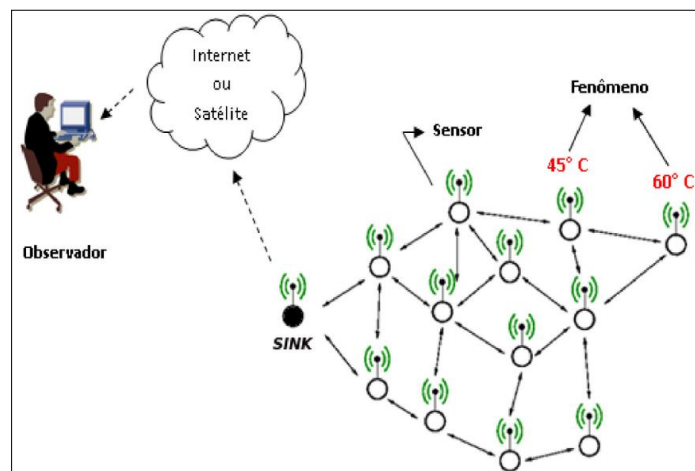 Internet
ou
Satélite
Fenômeno
Sensor
45° C
60° C
Observador
SINK